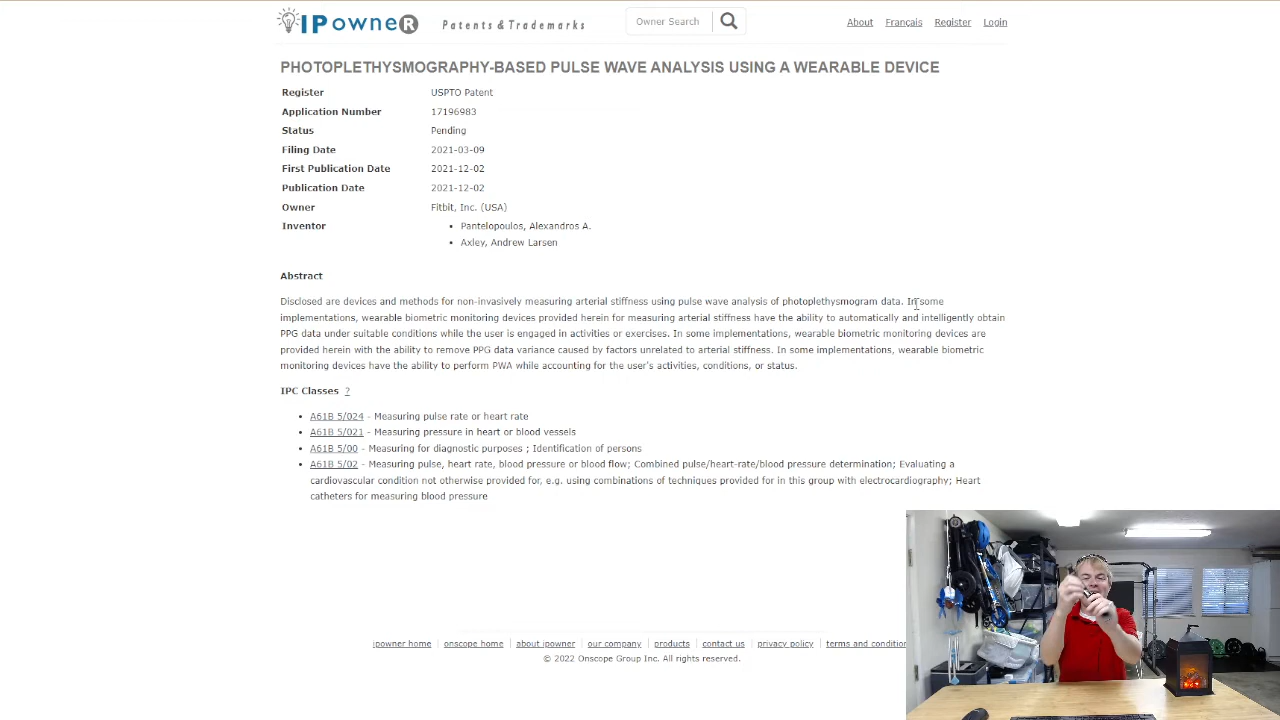 IPowneR
Patents & Trademarks
Owner Search
About Français Register Login
PHOTOPLETHYSMOGRAPHY-BASED PULSE WAVE ANALYSIS USING A WEARABLE DEVICE
Register USPTO Patent
Application Number 17196983
Status Pending
Filing Date 2021-03-09
First Publication Date 2021-12-02
Publication Date 2021-12-02
Owner Fitbit, Inc. (USA)
Inventor • Pantelopoulos, Alexandros A.
• Axley, Andrew Larsen
Abstract
Disclosed are devices and methods for non-invasively measuring arterial stiffness using pulse wave analysis of photoplethysmogram data. In some
implementations, wearable biometric monitoring devices provided herein for measuring arterial stiffness have the ability to automatically and intelligently obtain
PPG data under suitable conditions while the user is engaged in activities or exercises. In some implementations, wearable biometric monitoring devices are
provided herein with the ability to remove PPG data variance caused by factors unrelated to arterial stiffness. In some implementations, wearable biometric
monitoring devices have the ability to perform PWA while accounting for the user's activities, conditions, or status.
IPC Classes ?
• A61B 5/024 - Measuring pulse rate or heart rate
• A61B 5/021 - Measuring pressure in heart or blood vessels
• A61B 5/00 - Measuring for diagnostic purposes ; Identification of persons
• A61B 5/02 - Measuring pulse, heart rate, blood pressure or blood flow; Combined pulse/heart-rate/blood pressure determination; Evaluating a
cardiovascular condition not otherwise provided for, e.g. using combinations of techniques provided for in this group with electrocardiography; Heart
catheters for measuring blood pressure
ipowner home onscope home about ipowner our company products contact us privacy policy terms and condition
© 2022 Onscope Group Inc. All rights reserved.